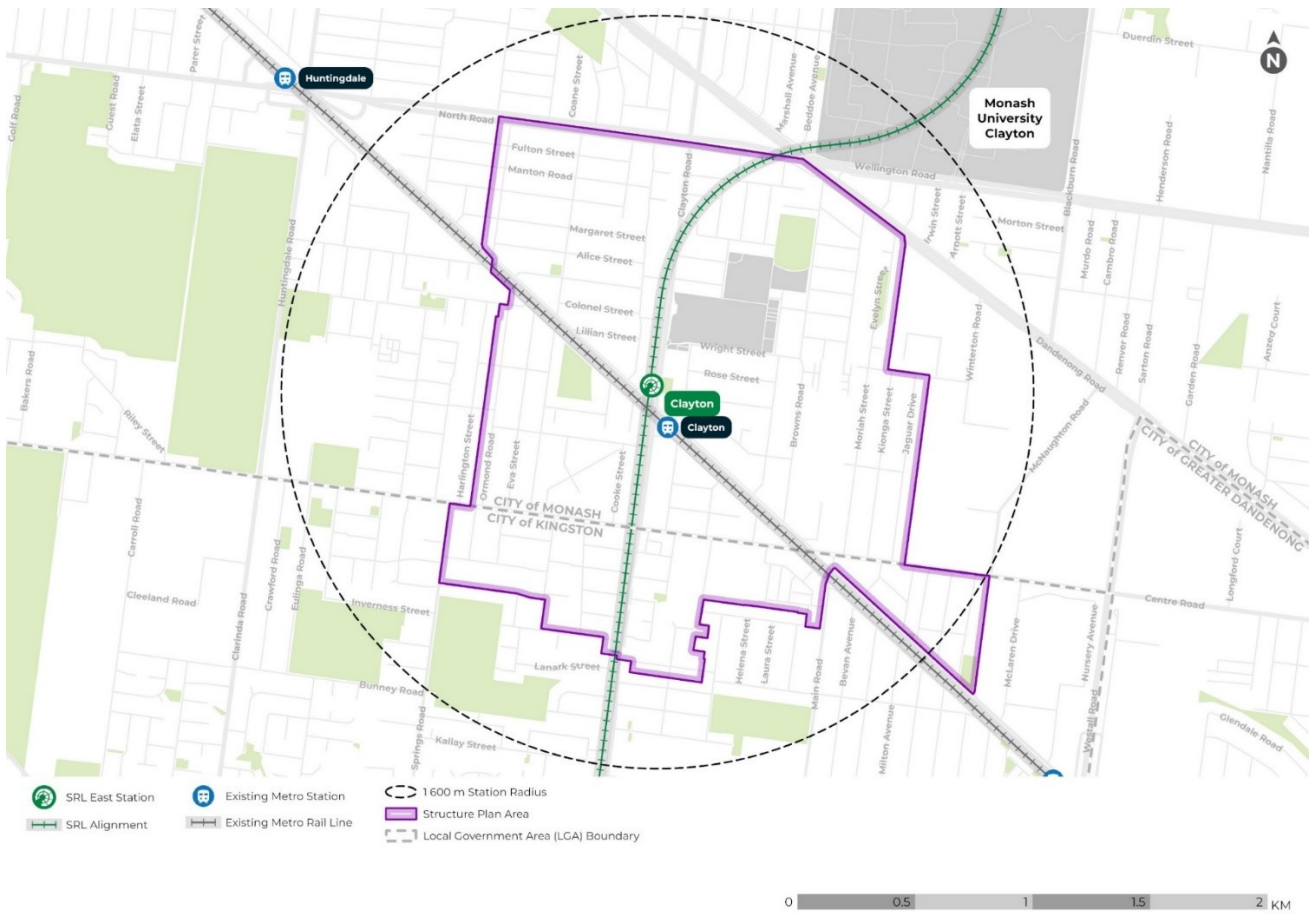 Duerdin Street
N
Parer Street
Huntingdale
Coane Street
Marshall Avenue
Beddoe Avenue
Monash
University
Clayton
Golf Road
Guest Road
Elata Street
North Road
Fulton Street
Manton Road
Clayton Road
Wellington Road
Blackburn Road
Henderson Road
Nantilla Road
Irwin Street
Arnott Street
Morton Street
Huntingdale Road
Margaret Street
Alice Street
Murdo Road
Cambro Road
Colonel Street
Lillian Street
Evelyn Street
Wright Street
Rose Street
Winterton Road
Dandenong Road
Renver Road
Sarton Road
Garden Road
Anzed Court
Bakers Road
Riley Street
Clayton
Clayton
Browns Road
Moriah Street
Kionga Street
Jaguar Drive
McNaughton Road
Harlington Street
Ormond Road
Eva Street
Cooke Street
CITY of MONASH
CITY of KINGSTON
CITY of MONASH
CITY of GREATER DANDENONG
Carroll Road
Longford Court
Cleeland Road
Crawford Road
Eulinga Road
Inverness Street
Centre Road
Clarinda Road
Lanark Street
Helena Street
Laura Street
Main Road
Bevan Avenue
McLaren Drive
Nursery Avenue
Bunney Road
Springs Road
Kallay Street
Milton Avenue
Westall Road
Glendale Road
SRL East Station
Existing Metro Station
1600 m Station Radius
SRL Alignment
Existing Metro Rail Line
Structure Plan Area
Local Government Area (LGA) Boundary
0 0.5 1 1.5 2 KM